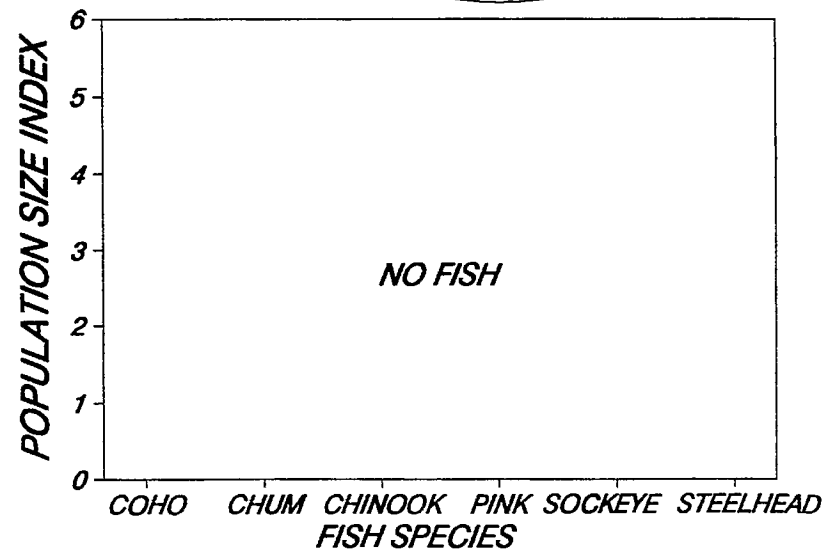 POPULATION SIZE INDEX
6
5
4
3
2
1
0
NO FISH
COHO CHUM CHINOOK PINK SOCKEYE STEELHEAD
FISH SPECIES